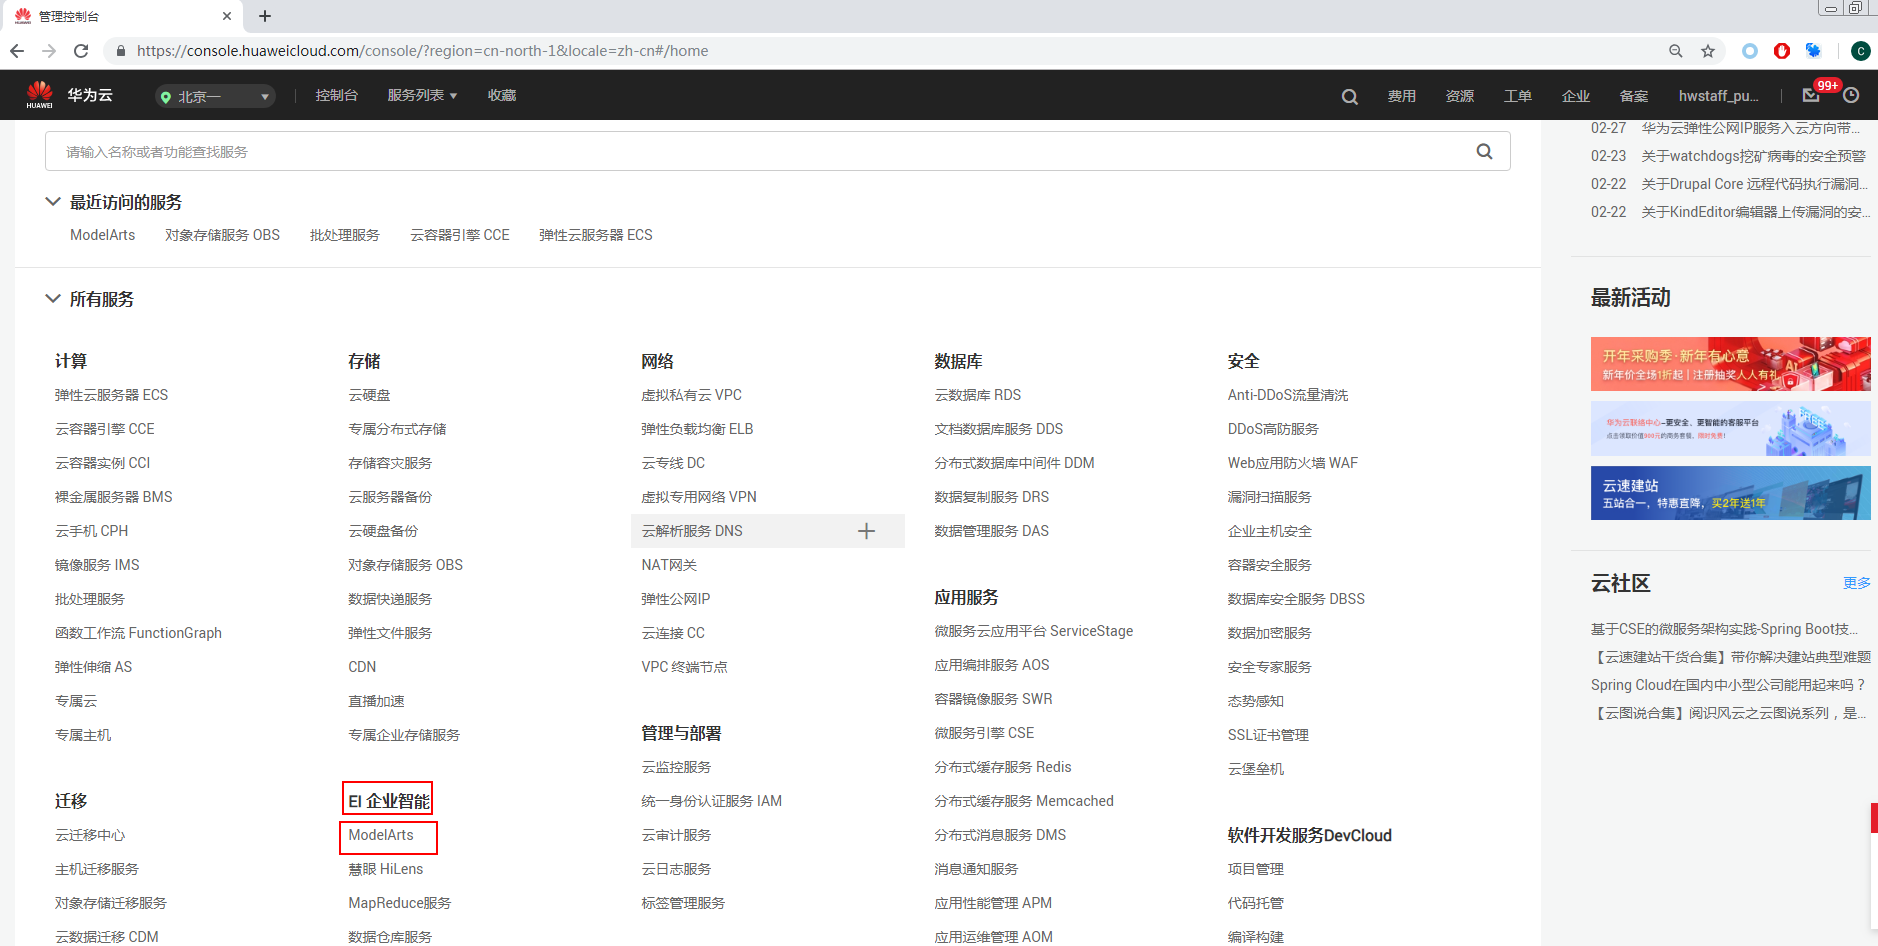 管理控制台
https://console.huaweicloud.com/console/?region=cn-north-1&locale=zh-cn#/home
C
HUAWEI 华为云 北京一 控制台 服务列表 收藏 费用 资源 工单 企业 备案 hwstaff_pu... 99+
请输入名称或者功能查找服务
最近访问的服务
ModelArts 对象存储服务 OBS 批处理服务 云容器引擎 CCE 弹性云服务器 ECS
所有服务
计算
弹性云服务器 ECS
云容器引擎 CCE
云容器实例 CCI
裸金属服务器 BMS
云手机 CPH
镜像服务 IMS
批处理服务
函数工作流 FunctionGraph
弹性伸缩 AS
专属云
专属主机
迁移
云迁移中心
主机迁移服务
对象存储迁移服务
云数据迁移 CDM
存储
云硬盘
专属分布式存储
存储容灾服务
云服务器备份
云硬盘备份
对象存储服务 OBS
数据快递服务
弹性文件服务
CDN
直播加速
专属企业存储服务
EI 企业智能
ModelArts
慧眼 HiLens
MapReduce服务
数据仓库服务
网络
虚拟私有云 VPC
弹性负载均衡 ELB
云专线 DC
虚拟专用网络 VPN
云解析服务 DNS
NAT网关
弹性公网IP
云连接 CC
VPC 终端节点
管理与部署
云监控服务
统一身份认证服务 IAM
云审计服务
云日志服务
标签管理服务
数据库
云数据库 RDS
文档数据库服务 DDS
分布式数据库中间件 DDM
数据复制服务 DRS
数据管理服务 DAS
应用服务
微服务云应用平台 ServiceStage
应用编排服务 AOS
容器镜像服务 SWR
微服务引擎 CSE
分布式缓存服务 Redis
分布式缓存服务 Memcached
分布式消息服务 DMS
消息通知服务
应用性能管理 APM
应用运维管理 AOM
安全
Anti-DDoS流量清洗
DDoS高防服务
Web应用防火墙 WAF
漏洞扫描服务
企业主机安全
容器安全服务
数据库安全服务 DBSS
数据加密服务
安全专家服务
态势感知
SSL证书管理
云堡垒机
软件开发服务DevCloud
项目管理
代码托管
编译构建
02-27 华为云弹性公网IP服务入云方向带...
02-23 关于watchdogs挖矿病毒的安全预警
02-22 关于Drupal Core 远程代码执行漏洞...
02-22 关于KindEditor编辑器上传漏洞的安...
最新活动
开年采购季·新年有心意
新年价全场1折起 | 注册抽奖人人有礼
AI
华为云联络中心–更安全、更智能的客服平台
点击领取价值900元的商务套餐，限时免费！
云速建站
五站合一，特惠直降，买2年送1年
云社区 更多
基于CSE的微服务架构实践-Spring Boot技...
【云速建站干货合集】带你解决建站典型难题
Spring Cloud在国内中小型公司能用起来吗？
【云图说合集】阅识风云之云图说系列，是...